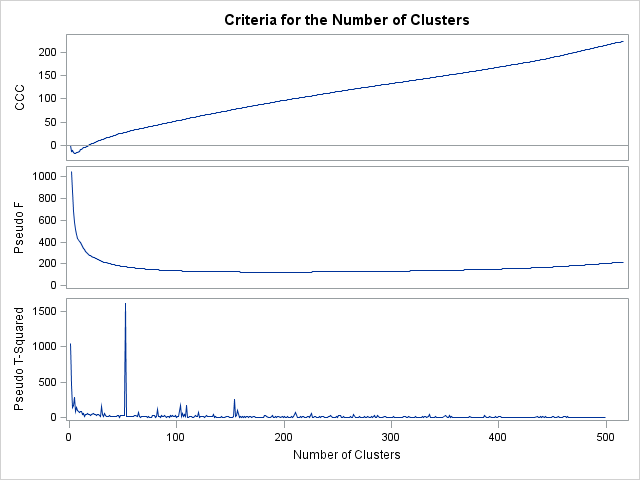 Criteria for the Number of Clusters
CCC
200
150
100
50
0
Pseudo F
1000
800
600
400
200
0
Pseudo T-Squared
1500
1000
500
0
0 100 200 300 400 500
Number of Clusters